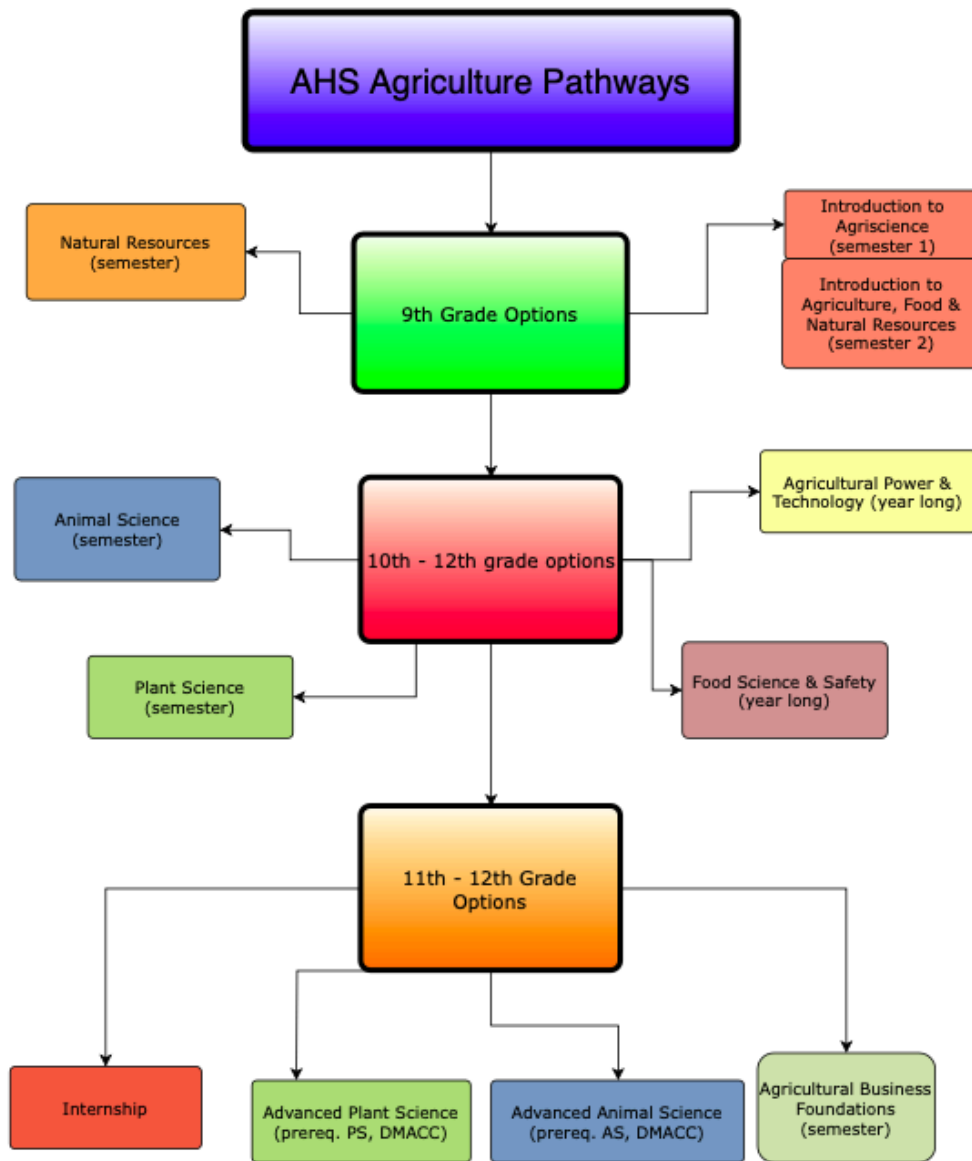 AHS Agriculture Pathways
Natural Resources
(semester)
9th Grade Options
Introduction to
Agriscience
(semester 1)
Introduction to
Agriculture, Food &
Natural Resources
(semester 2)
Animal Science
(semester)
10th - 12th grade options
Agricultural Power &
Technology (year long)
Plant Science
(semester)
Food Science & Safety
(year long)
11th - 12th Grade
Options
Internship
Advanced Plant Science
(prereq. PS, DMACC)
Advanced Animal Science
(prereq. AS, DMACC)
Agricultural Business
Foundations
(semester)